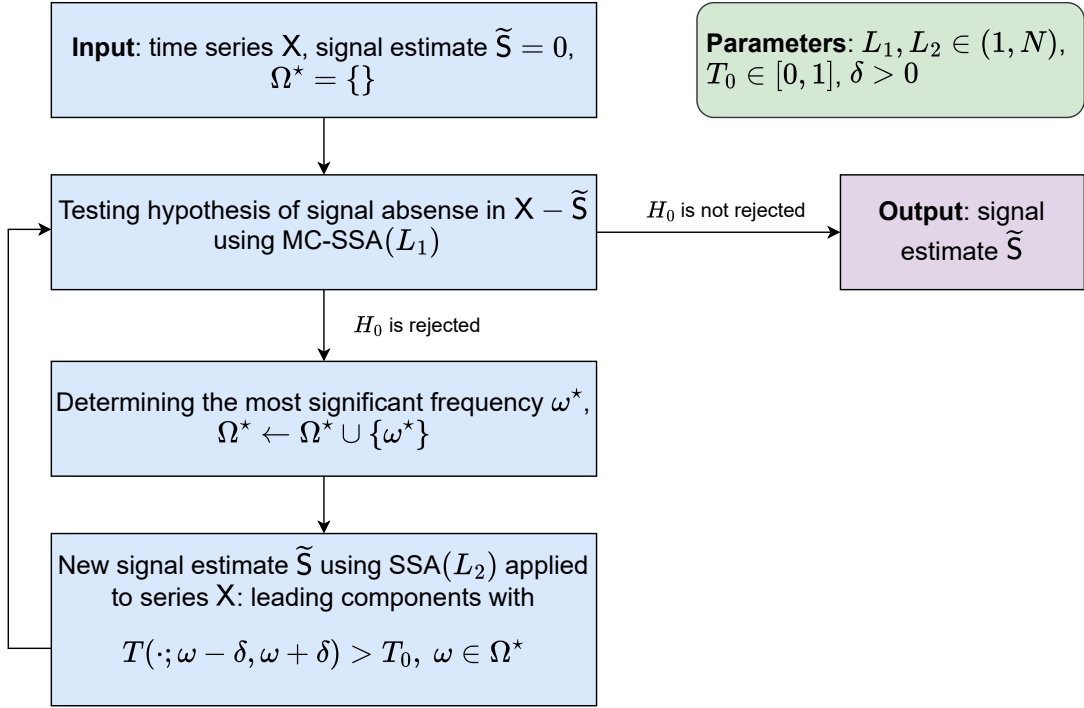 Input: time series X, signal estimate S̃ = 0,
Ω⋆ = {}
Parameters: L₁, L₂ ∈ (1, N),
T₀ ∈ [0, 1], δ > 0
Testing hypothesis of signal absense in X − S̃
using MC-SSA(L₁)
H₀ is not rejected
Output: signal
estimate S̃
H₀ is rejected
Determining the most significant frequency ω⋆,
Ω⋆ ← Ω⋆ ∪ {ω⋆}
New signal estimate S̃ using SSA(L₂) applied
to series X: leading components with
T(·; ω − δ, ω + δ) > T₀, ω ∈ Ω⋆